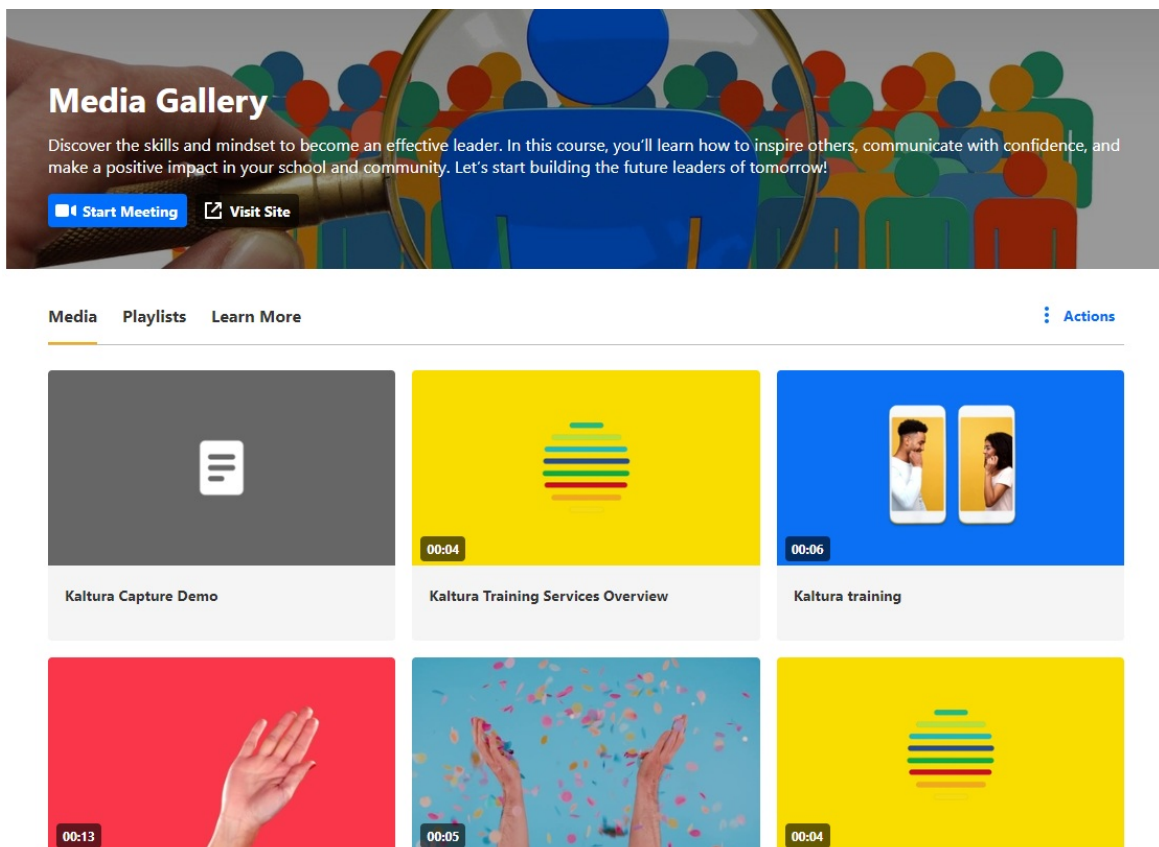 Media Gallery
Discover the skills and mindset to become an effective leader. In this course, you’ll learn how to inspire others, communicate with confidence, and
make a positive impact in your school and community. Let’s start building the future leaders of tomorrow!
Start Meeting
Visit Site
Media
Playlists
Learn More
Actions
00:04
00:06
Kaltura Capture Demo
Kaltura Training Services Overview
Kaltura training
00:13
00:05
00:04